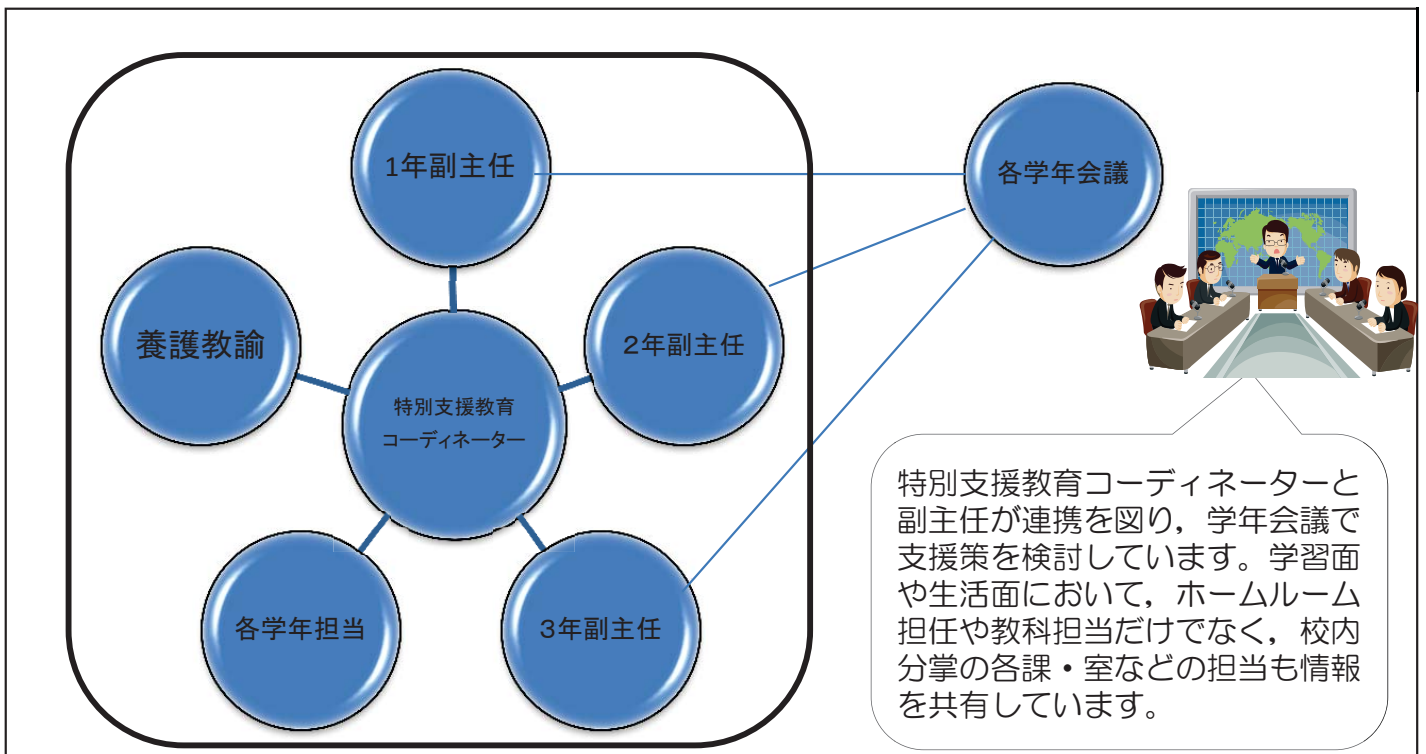 1年副主任
各学年会議
養護教諭
2年副主任
特別支援教育
コーディネーター
各学年担当
3年副主任
特別支援教育コーディネーターと
副主任が連携を図り，学年会議で
支援策を検討しています。学習面
や生活面において，ホームルーム
担任や教科担当だけでなく，校内
分掌の各課・室などの担当も情報
を共有しています。